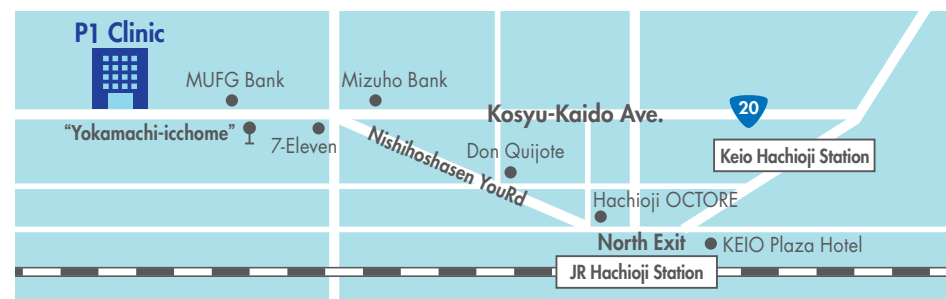 P1 Clinic
MUFG Bank
Mizuho Bank
Kosyu-Kaido Ave.
20
“Yokamachi-icchome”
7-Eleven
Nishihoshasen YouRd
Don Quijote
Keio Hachioji Station
Hachioji OCTORE
North Exit
KEIO Plaza Hotel
JR Hachioji Station